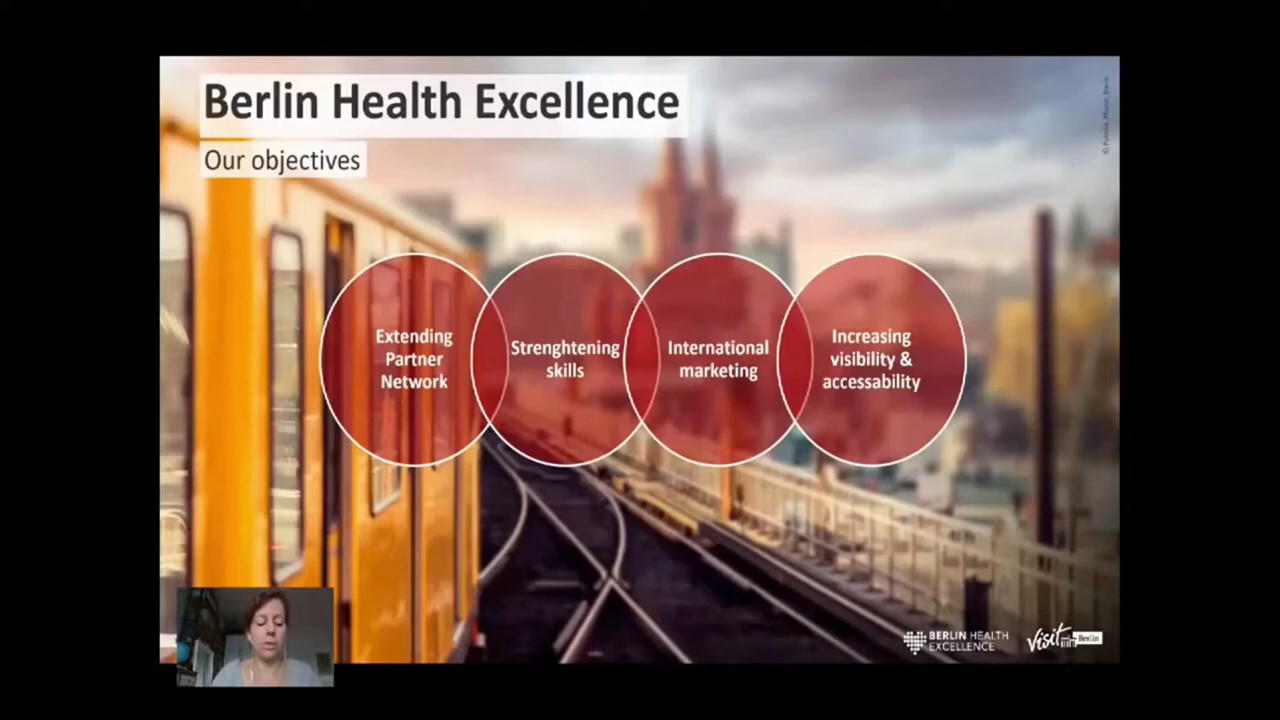 Berlin Health Excellence
Our objectives
Extending
Partner
Network
Strenghtening
skills
International
marketing
Increasing
visibility &
accessability
BERLIN HEALTH
EXCELLENCE
visit
Berlin